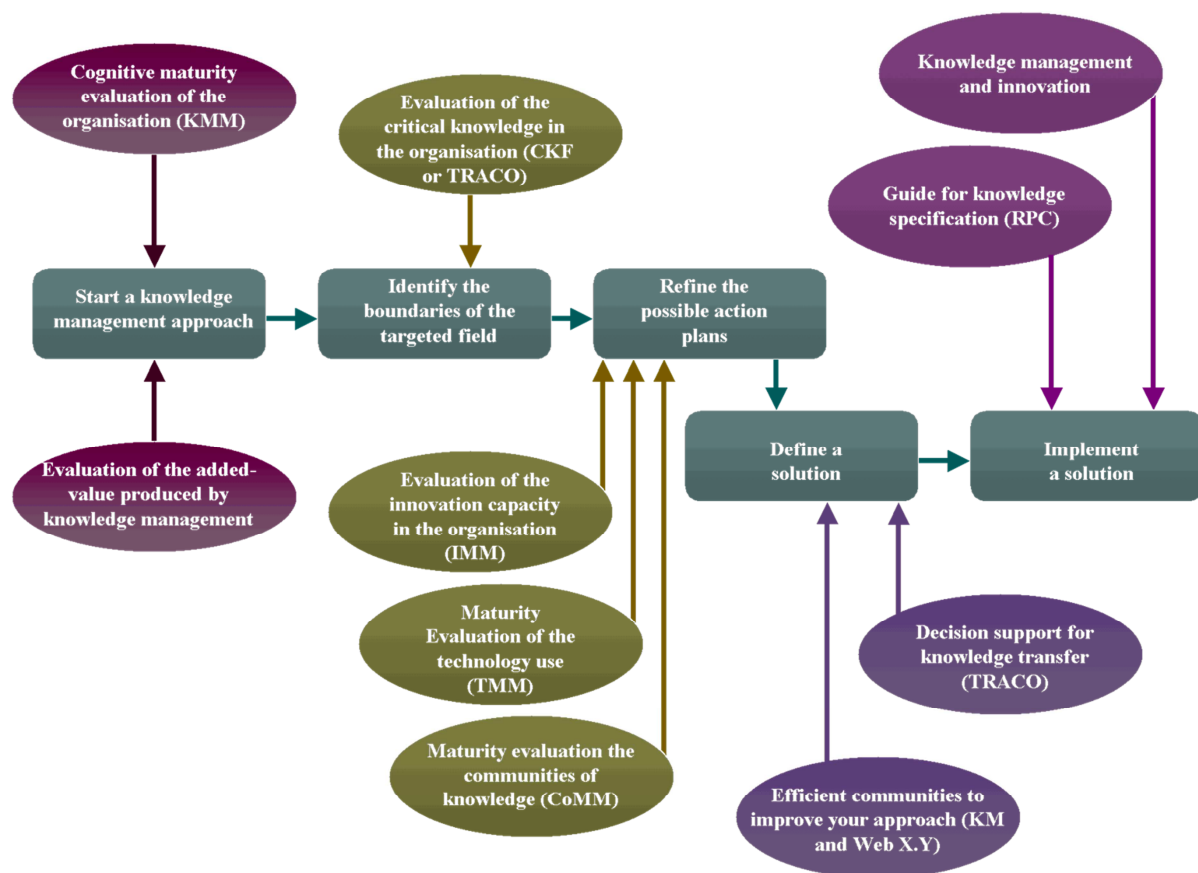 Cognitive maturity
evaluation of the
organisation (KMM)
Evaluation of the
critical knowledge in
the organisation (CKF
or TRACO)
Knowledge management
and innovation
Guide for knowledge
specification (RPC)
Start a knowledge
management approach
Identify the
boundaries of the
targeted field
Refine the
possible action
plans
Define a
solution
Implement
a solution
Evaluation of the added-
value produced by
knowledge management
Evaluation of the
innovation capacity
in the organisation
(IMM)
Maturity
Evaluation of the
technology use
(TMM)
Maturity evaluation the
communities of
knowledge (CoMM)
Decision support for
knowledge transfer
(TRACO)
Efficient communities to
improve your approach (KM
and Web X.Y)